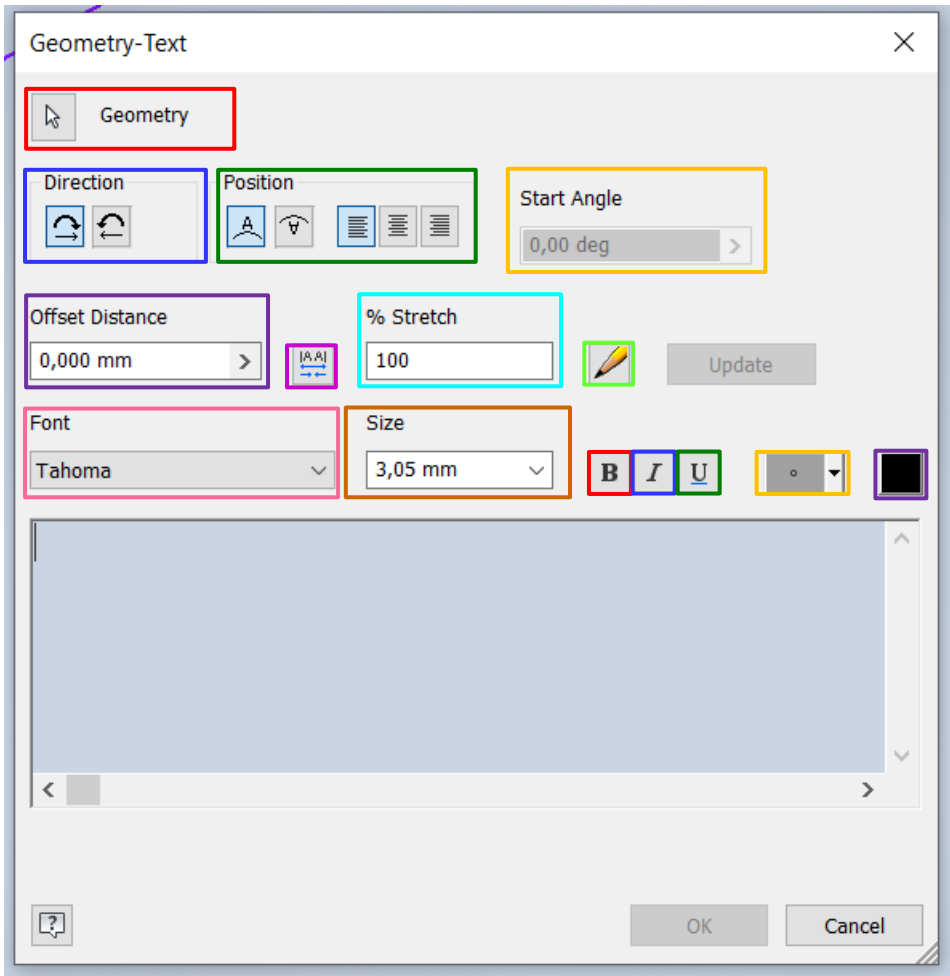 Geometry-Text
Geometry
Direction
Position
A A
Start Angle
0,00 deg
Offset Distance
% Stretch
0,000 mm
|A A|
100
Update
Font
Size
Tahoma
3,05 mm
B I U
?
OK
Cancel